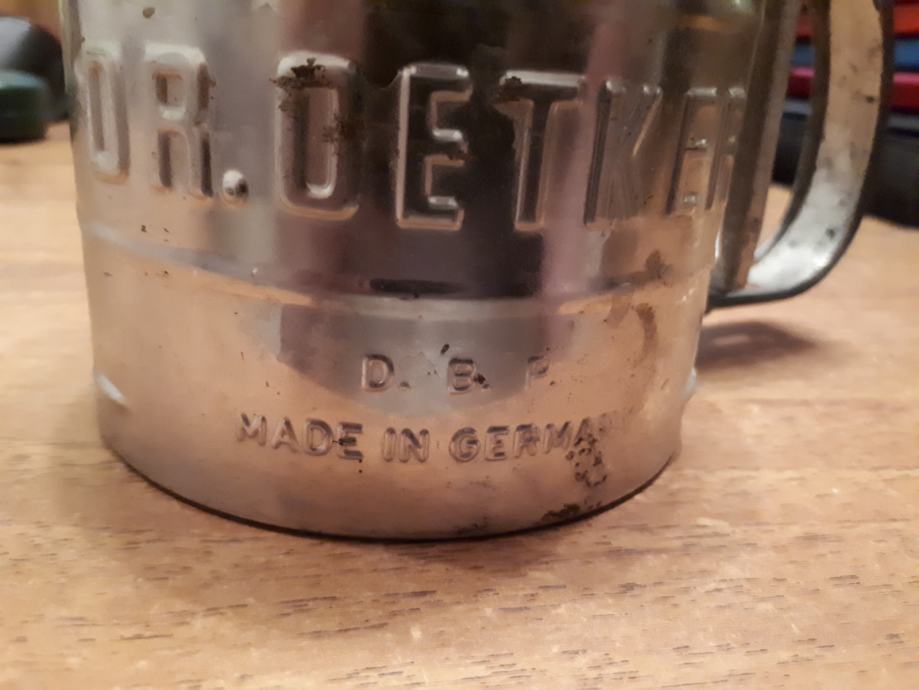 DR. OETKER
D. B. P
MADE IN GERMANY